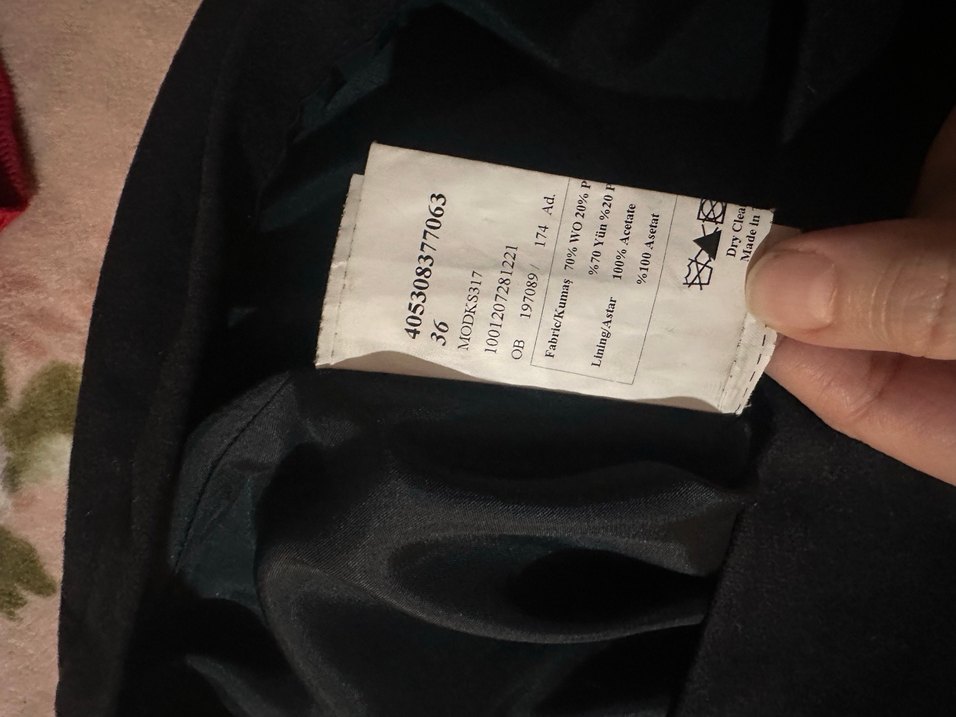 405308377063
36
MODKS317
1001207281221
OB 197089 / 174 Ad.
Fabric/Kumaş 70% WO 20% P
%70 Yün %20 P
Lining/Astar 100% Acetate
%100 Asetat
Dry Clea
Made in